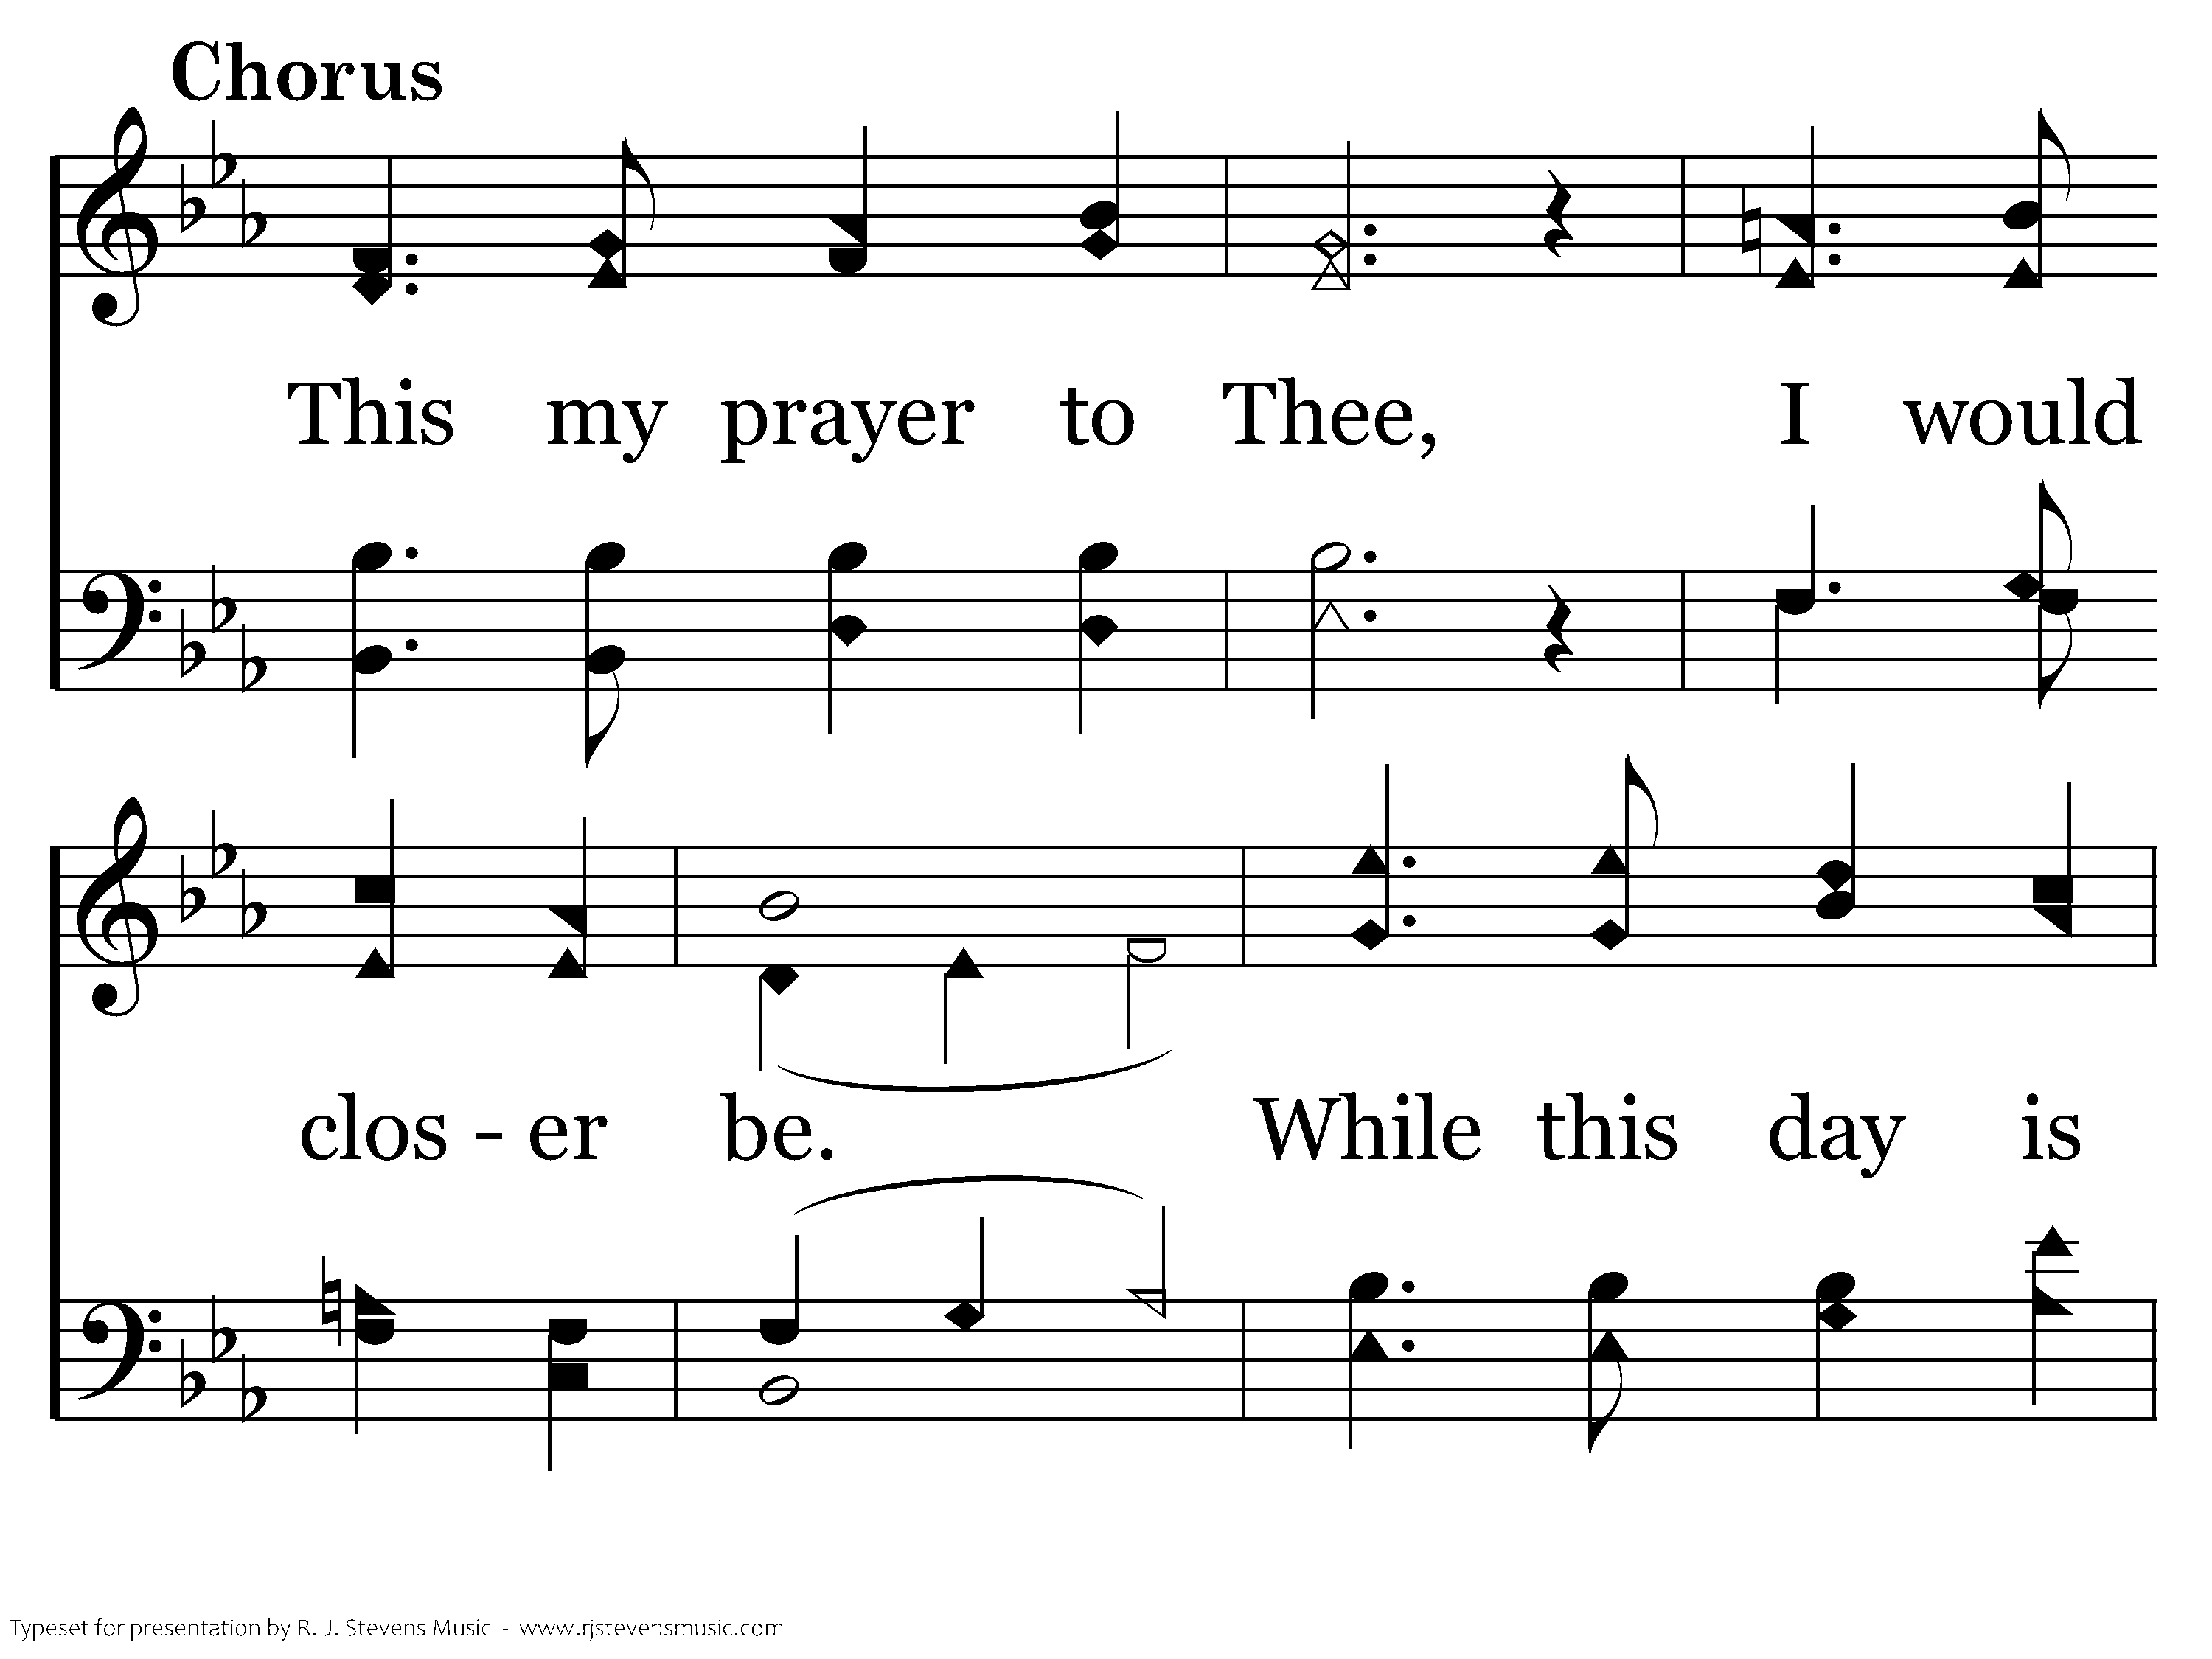 Chorus
This my prayer to Thee, I would
clos - er be. While this day is
Typeset for presentation by R. J. Stevens Music - www.rjstevensmusic.com